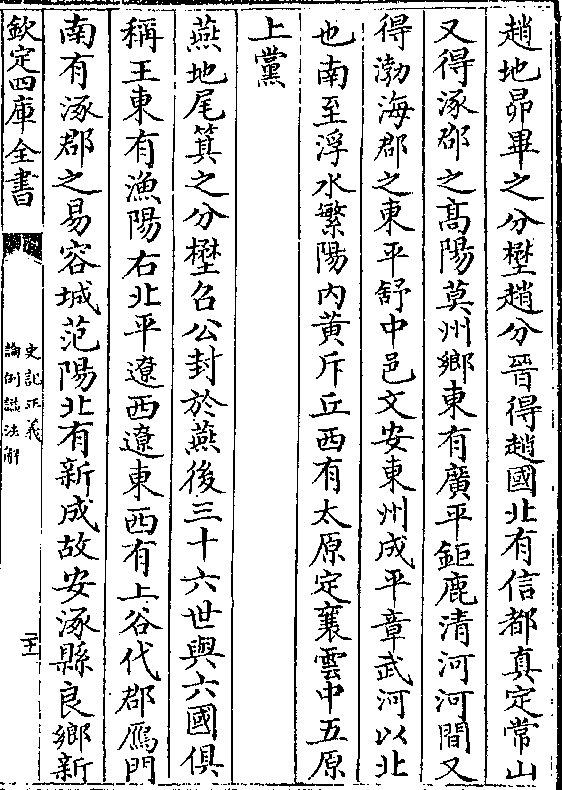 趙地昴畢之分壄趙分晉得趙國北有信都真定常山
又得涿郡之髙陽莫州鄉東有廣平鉅鹿清河河間又
得渤海郡之東平舒中邑文安東州成平章武河以北
也南至浮水繁陽内黄斥丘西有太原定襄雲中五原
上黨
燕地尾箕之分壄召公封於燕後三十六世與六國俱
稱王東有漁陽右北平遼西遼東西有上谷代郡鴈門
南有涿郡之易容城范陽北有新成故安涿縣良鄉新
欽定四庫全書
史記正義
論例諡法解
二十二